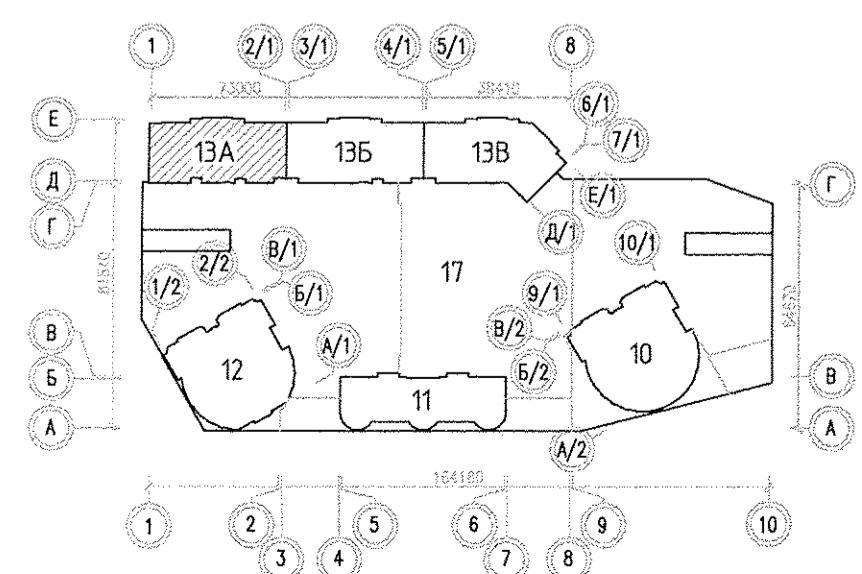 1 2/1 3/1 4/1 5/1 8
73000 38410
6/1
Е 7/1
13А 13Б 13В
Д Е/1 Г
Г Д/1
В/1 10/1
2/2 17
1/2 Б/1 9/1
81570 64670
В А/1 В/2
12 10
Б Б/2 В
11
А А
А/2
164180
1 2 5 6 9 10
3 4 7 8